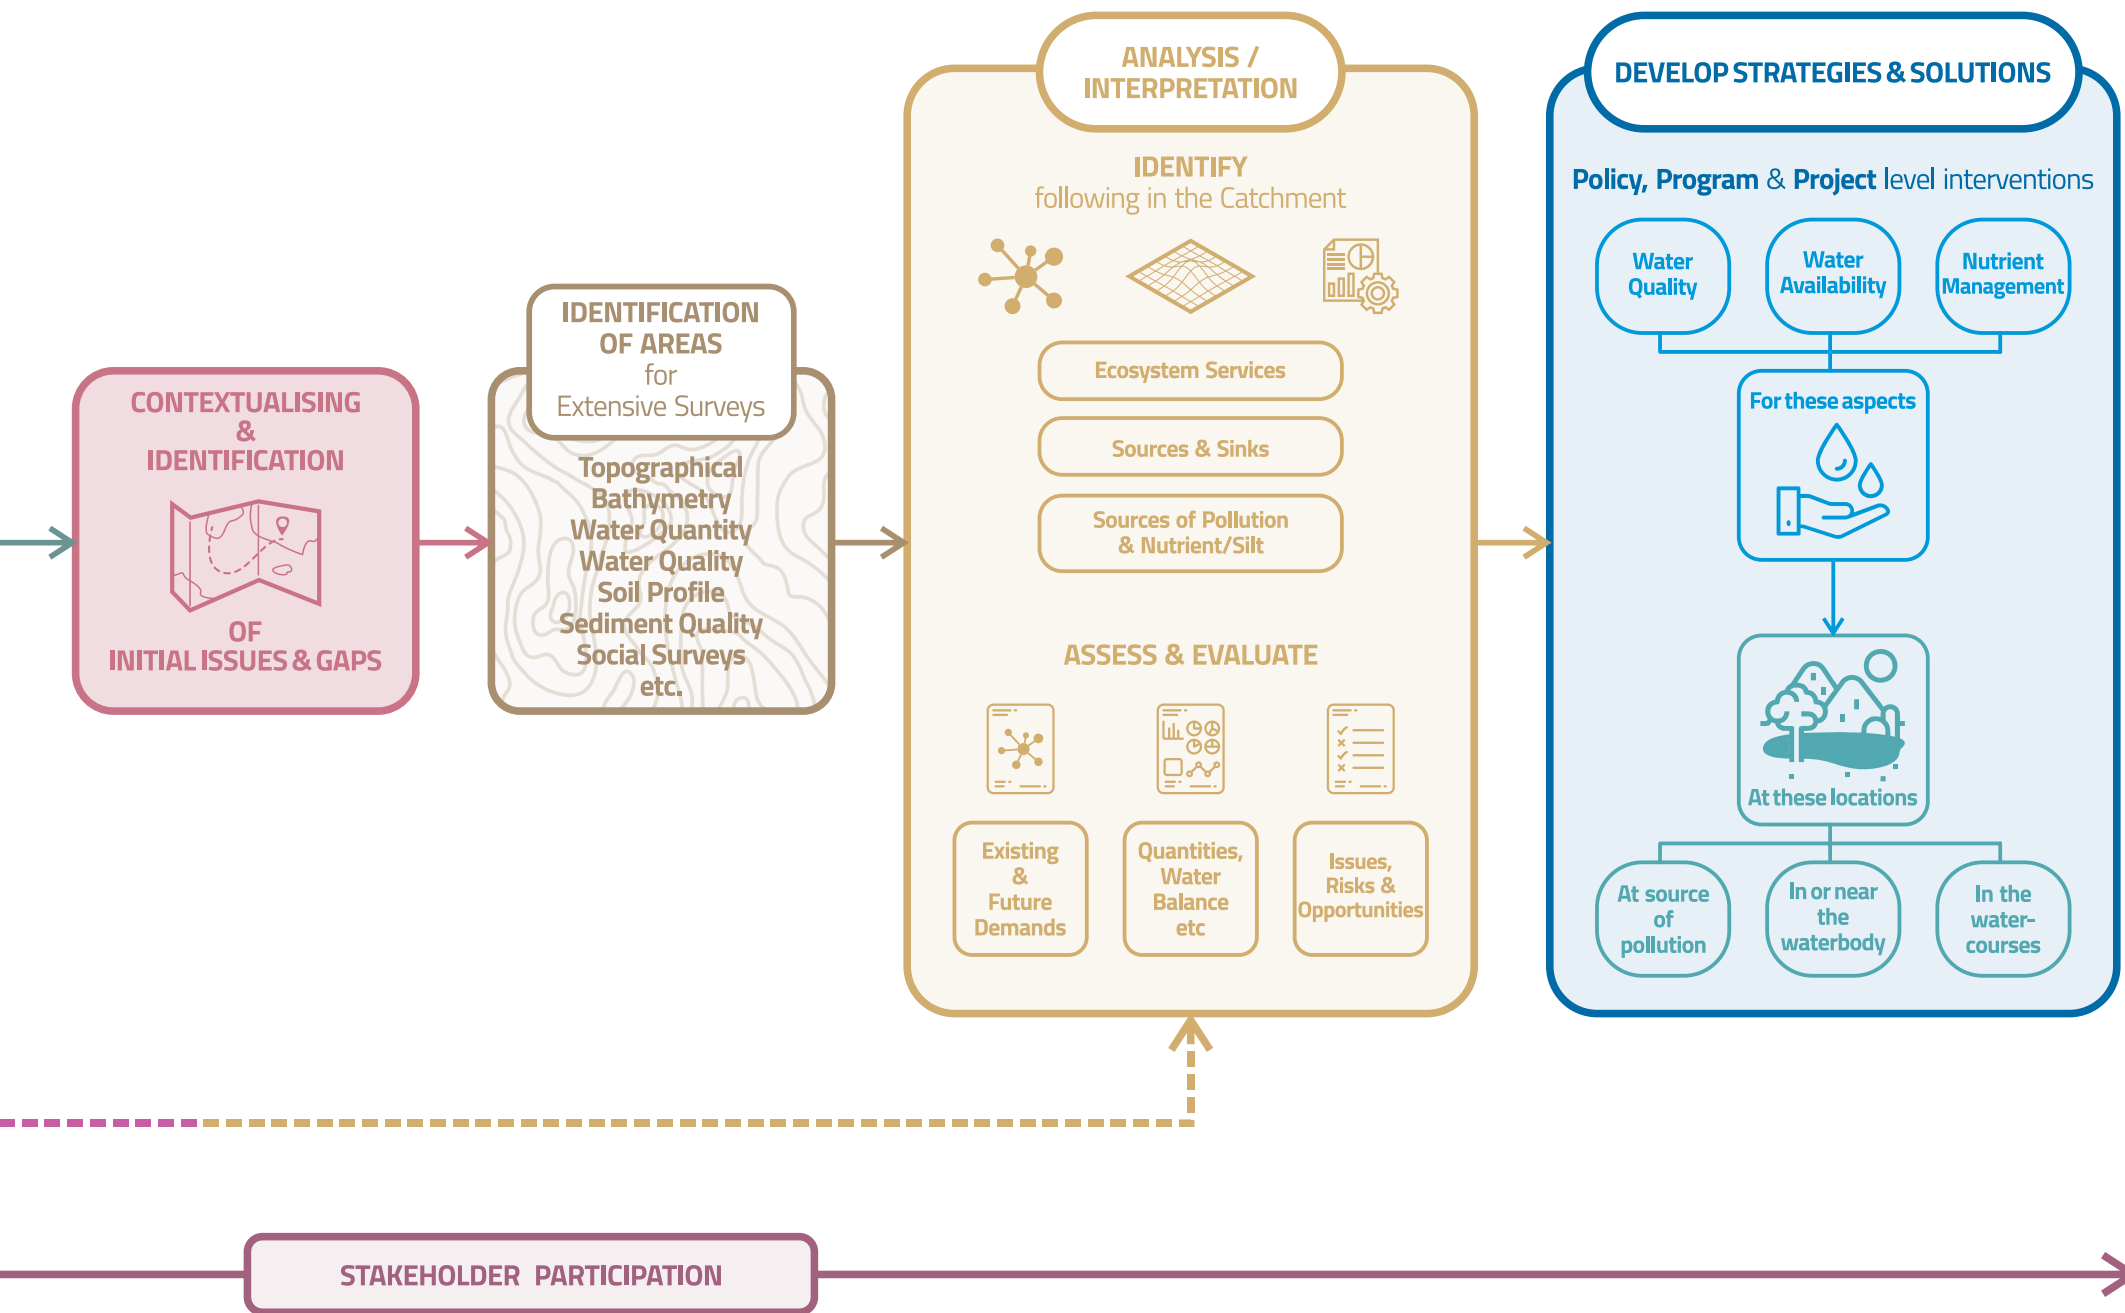 CONTEXTUALISING
&
IDENTIFICATION
OF
INITIAL ISSUES & GAPS
IDENTIFICATION
OF AREAS
for
Extensive Surveys
Topographical
Bathymetry
Water Quantity
Water Quality
Soil Profile
Sediment Quality
Social Surveys
etc.
ANALYSIS /
INTERPRETATION
IDENTIFY
following in the Catchment
Ecosystem Services
Sources & Sinks
Sources of Pollution
& Nutrient/Silt
ASSESS & EVALUATE
Existing
&
Future
Demands
Quantities,
Water
Balance
etc
Issues,
Risks &
Opportunities
DEVELOP STRATEGIES & SOLUTIONS
Policy, Program & Project level interventions
Water
Quality
Water
Availability
Nutrient
Management
For these aspects
At these locations
At source
of
pollution
In or near
the
waterbody
In the
water-
courses
STAKEHOLDER PARTICIPATION